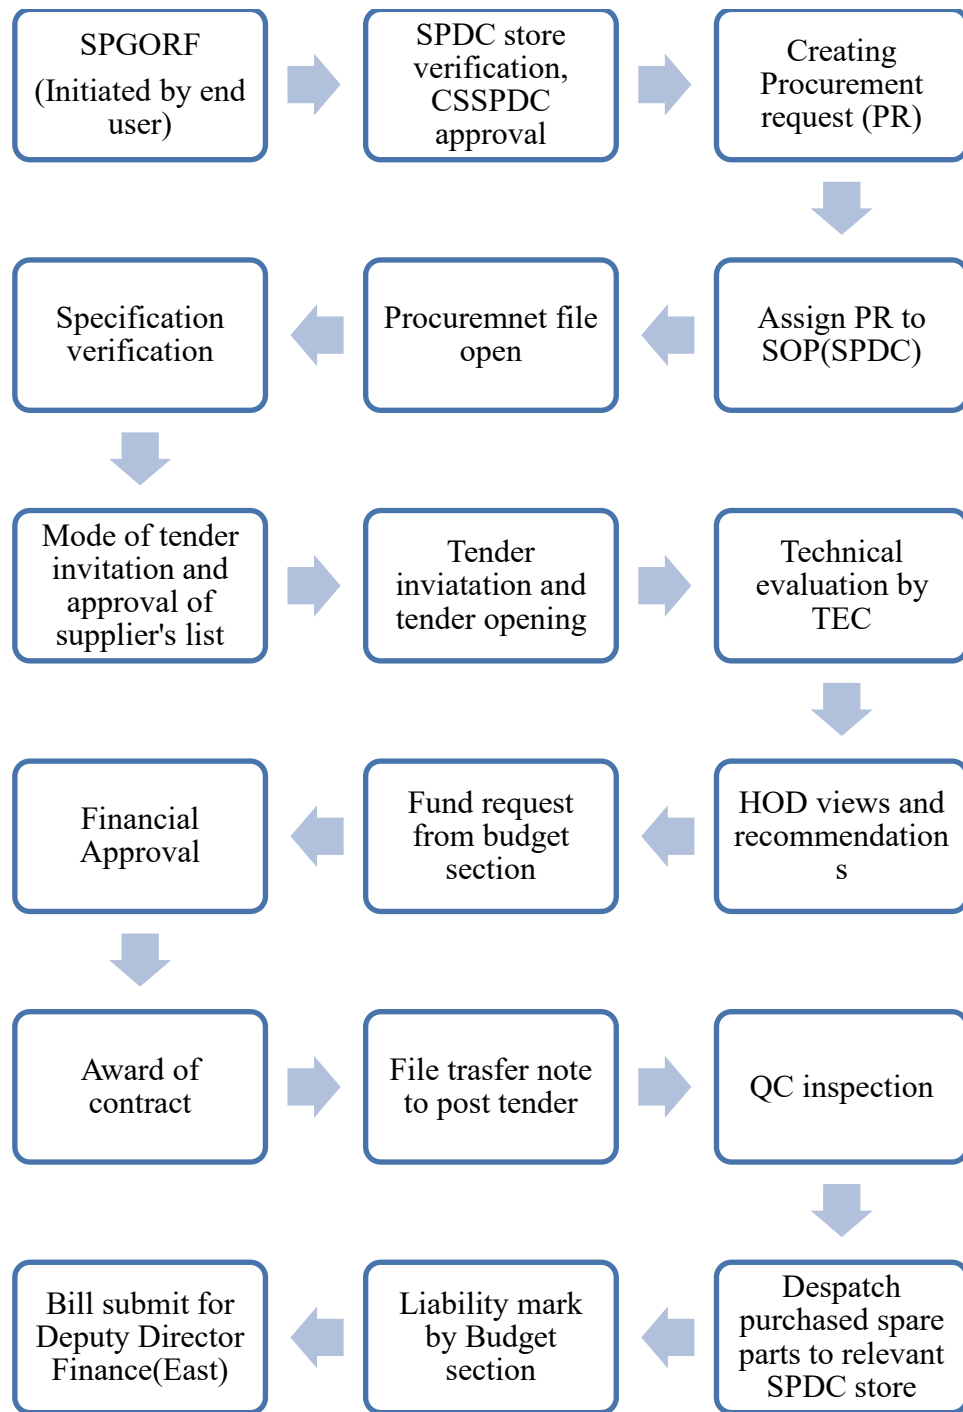 SPGORF
(Initiated by end
user)
SPDC store
verification,
CSSPDC
approval
Creating
Procurement
request (PR)
Assign PR to
SOP(SPDC)
Procuremnet file
open
Specification
verification
Mode of tender
invitation and
approval of
supplier's list
Tender
inviatation and
tender opening
Technical
evaluation by
TEC
HOD views and
recommendation
s
Fund request
from budget
section
Financial
Approval
Award of
contract
File trasfer note
to post tender
QC inspection
Despatch
purchased spare
parts to relevant
SPDC store
Liability mark
by Budget
section
Bill submit for
Deputy Director
Finance(East)